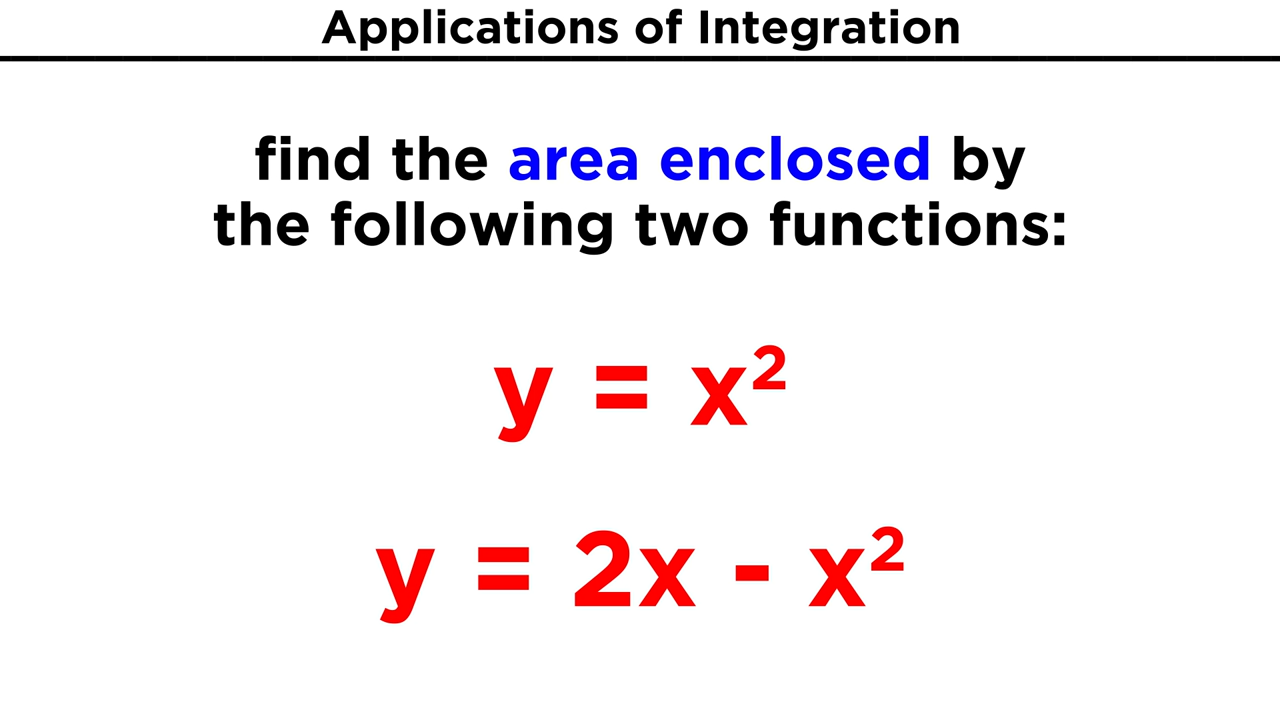 Applications of Integration
find the area enclosed by
the following two functions:
y = x²
y = 2x - x²